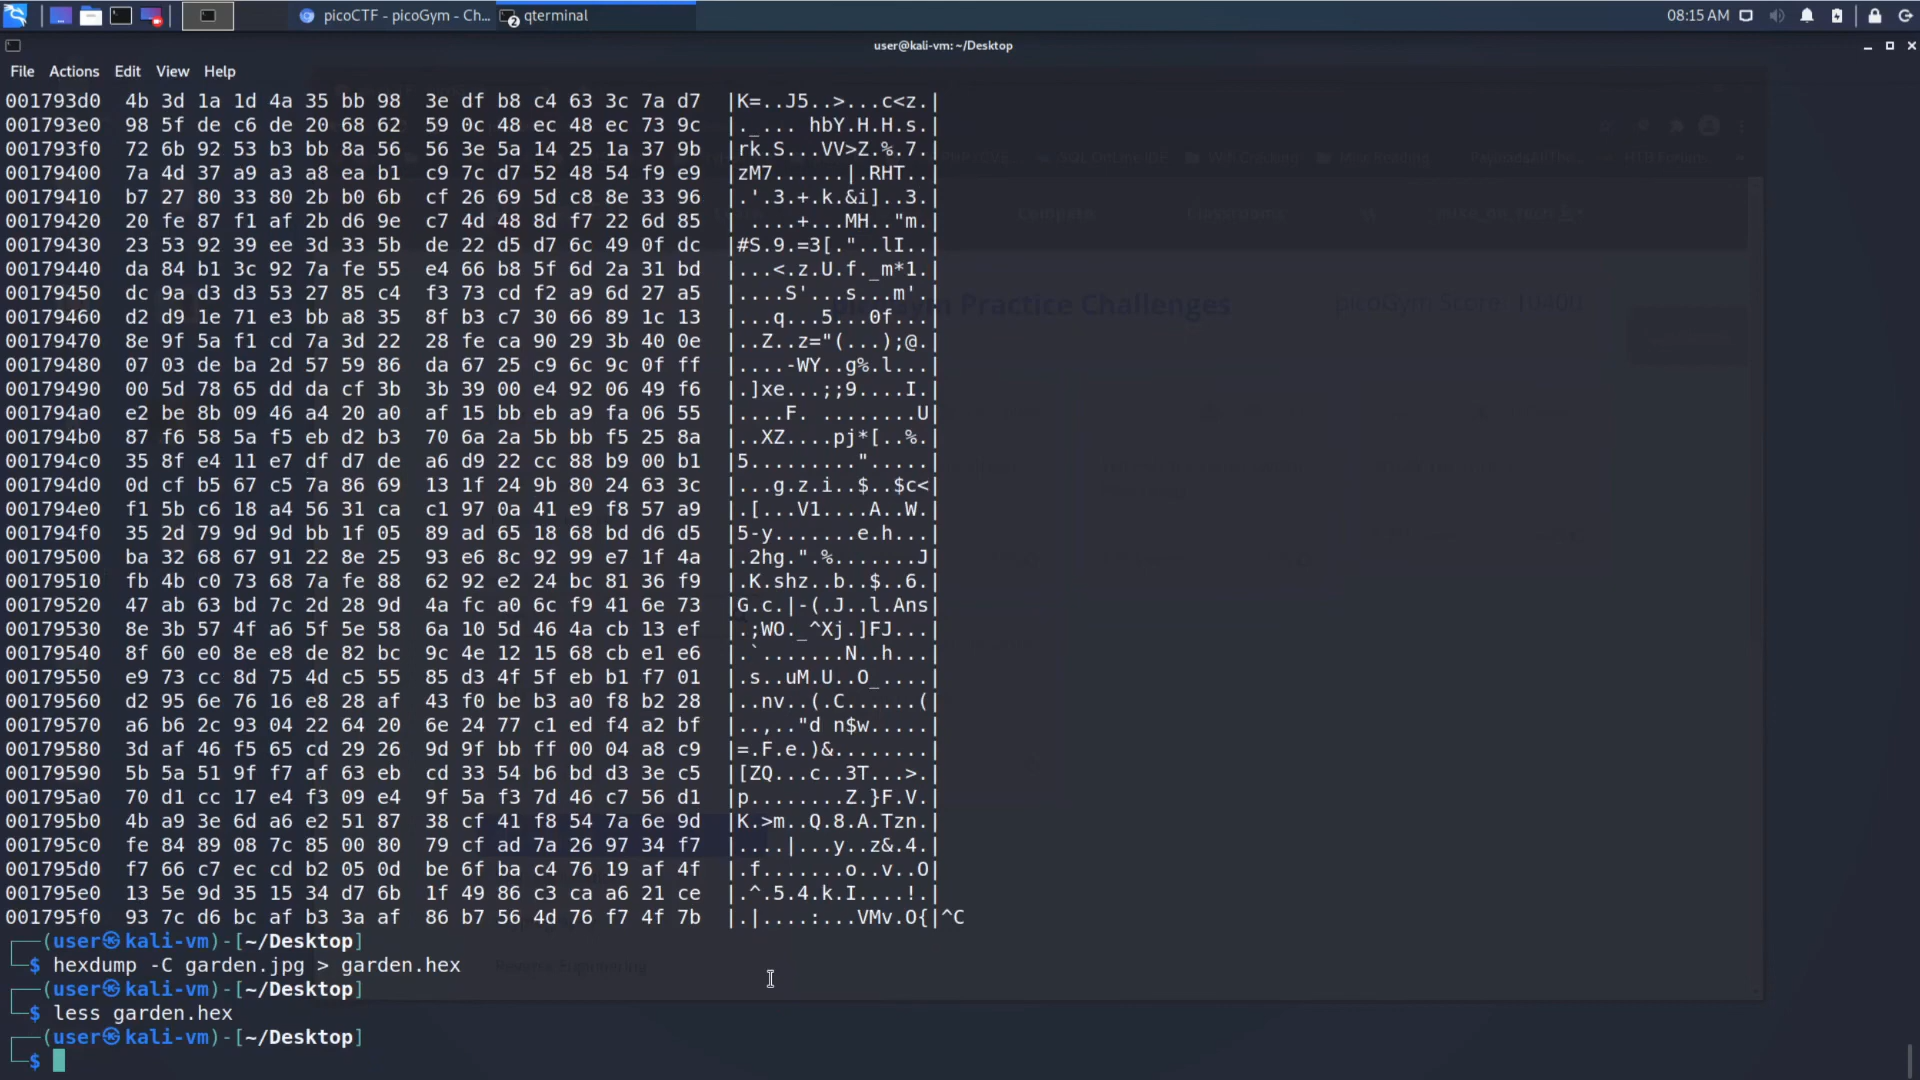 picoCTF - picoGym - Ch...
qterminal
08:15 AM
user@kali-vm: ~/Desktop
File Actions Edit View Help
001793d0  4b 3d 1a 1d 4a 35 bb 98  3e df b8 c4 63 3c 7a d7  |K=..J5..>...c<z.|
001793e0  98 5f de c6 de 20 68 62  59 0c 48 ec 48 ec 73 9c  |._... hbY.H.H.s.|
001793f0  72 6b 92 53 b3 bb 8a 56  56 3e 5a 14 25 1a 37 9b  |rk.S...VV>Z.%.7.|
00179400  7a 4d 37 a9 a3 a8 ea b1  c9 7c d7 52 48 54 f9 e9  |zM7......|.RHT..|
00179410  b7 27 80 33 80 2b b0 6b  cf 26 69 5d c8 8e 33 96  |.'.3.+.k.&i]..3.|
00179420  20 fe 87 f1 af 2b d6 9e  c7 4d 48 8d f7 22 6d 85  | ....+...MH.."m.|
00179430  23 53 92 39 ee 3d 33 5b  de 22 d5 d7 6c 49 0f dc  |#S.9.=3[."..lI..|
00179440  da 84 b1 3c 92 7a fe 55  e4 66 b8 5f 6d 2a 31 bd  |...<.z.U.f._m*1.|
00179450  dc 9a d3 d3 53 27 85 c4  f3 73 cd f2 a9 6d 27 a5  |....S'...s...m'.|
00179460  d2 d9 1e 71 e3 bb a8 35  8f b3 c7 30 66 89 1c 13  |...q...5...0f...|
00179470  8e 9f 5a f1 cd 7a 3d 22  28 fe ca 90 29 3b 40 0e  |..Z..z="(...);@.|
00179480  07 03 de ba 2d 57 59 86  da 67 25 c9 6c 9c 0f ff  |....-WY..g%.l...|
00179490  00 5d 78 65 dd da cf 3b  3b 39 00 e4 92 06 49 f6  |.]xe...;;9....I.|
001794a0  e2 be 8b 09 46 a4 20 a0  af 15 bb eb a9 fa 06 55  |....F. ........U|
001794b0  87 f6 58 5a f5 eb d2 b3  70 6a 2a 5b bb f5 25 8a  |..XZ....pj*[..%.|
001794c0  35 8f e4 11 e7 df d7 de  a6 d9 22 cc 88 b9 00 b1  |5.........".....|
001794d0  0d cf b5 67 c5 7a 86 69  13 1f 24 9b 80 24 63 3c  |...g.z.i..$..$c<|
001794e0  f1 5b c6 18 a4 56 31 ca  c1 97 0a 41 e9 f8 57 a9  |.[...V1....A..W.|
001794f0  35 2d 79 9d 9d bb 1f 05  89 ad 65 18 68 bd d6 d5  |5-y.......e.h...|
00179500  ba 32 68 67 91 22 8e 25  93 e6 8c 92 99 e7 1f 4a  |.2hg.".%.......J|
00179510  fb 4b c0 73 68 7a fe 88  62 92 e2 24 bc 81 36 f9  |.K.shz..b..$..6.|
00179520  47 ab 63 bd 7c 2d 28 9d  4a fc a0 6c f9 41 6e 73  |G.c.|-(.J..l.Ans|
00179530  8e 3b 57 4f a6 5f 5e 58  6a 10 5d 46 4a cb 13 ef  |.;WO._^Xj.]FJ...|
00179540  8f 60 e0 8e e8 de 82 bc  9c 4e 12 15 68 cb e1 e6  |.`.......N..h...|
00179550  e9 73 cc 8d 75 4d c5 55  85 d3 4f 5f eb b1 f7 01  |.s..uM.U..O_....|
00179560  d2 95 6e 76 16 e8 28 af  43 f0 be b3 a0 f8 b2 28  |..nv..(.C......(|
00179570  a6 b6 2c 93 04 22 64 20  6e 24 77 c1 ed f4 a2 bf  |..,.."d n$w.....|
00179580  3d af 46 f5 65 cd 29 26  9d 9f bb ff 00 04 a8 c9  |=.F.e.)&........|
00179590  5b 5a 51 9f f7 af 63 eb  cd 33 54 b6 bd d3 3e c5  |[ZQ...c..3T...>.|
001795a0  70 d1 cc 17 e4 f3 09 e4  9f 5a f3 7d 46 c7 56 d1  |p........Z.}F.V.|
001795b0  4b a9 3e 6d a6 e2 51 87  38 cf 41 f8 54 7a 6e 9d  |K.>m..Q.8.A.Tzn.|
001795c0  fe 84 89 08 7c 85 00 80  79 cf ad 7a 26 97 34 f7  |....|...y..z&.4.|
001795d0  f7 66 c7 ec cd b2 05 0d  be 6f ba c4 76 19 af 4f  |.f.......o..v..O|
001795e0  13 5e 9d 35 15 34 d7 6b  1f 49 86 c3 ca a6 21 ce  |.^.5.4.k.I....!.|
001795f0  93 7c d6 bc af b3 3a af  86 b7 56 4d 76 f7 4f 7b  |.|....:...VMv.O{|^C
(user㉿kali-vm)-[~/Desktop]
$ hexdump -C garden.jpg > garden.hex
(user㉿kali-vm)-[~/Desktop]
$ less garden.hex
(user㉿kali-vm)-[~/Desktop]
$
Practice Challenges
picoGym Score: 10400
Reverse Engineering